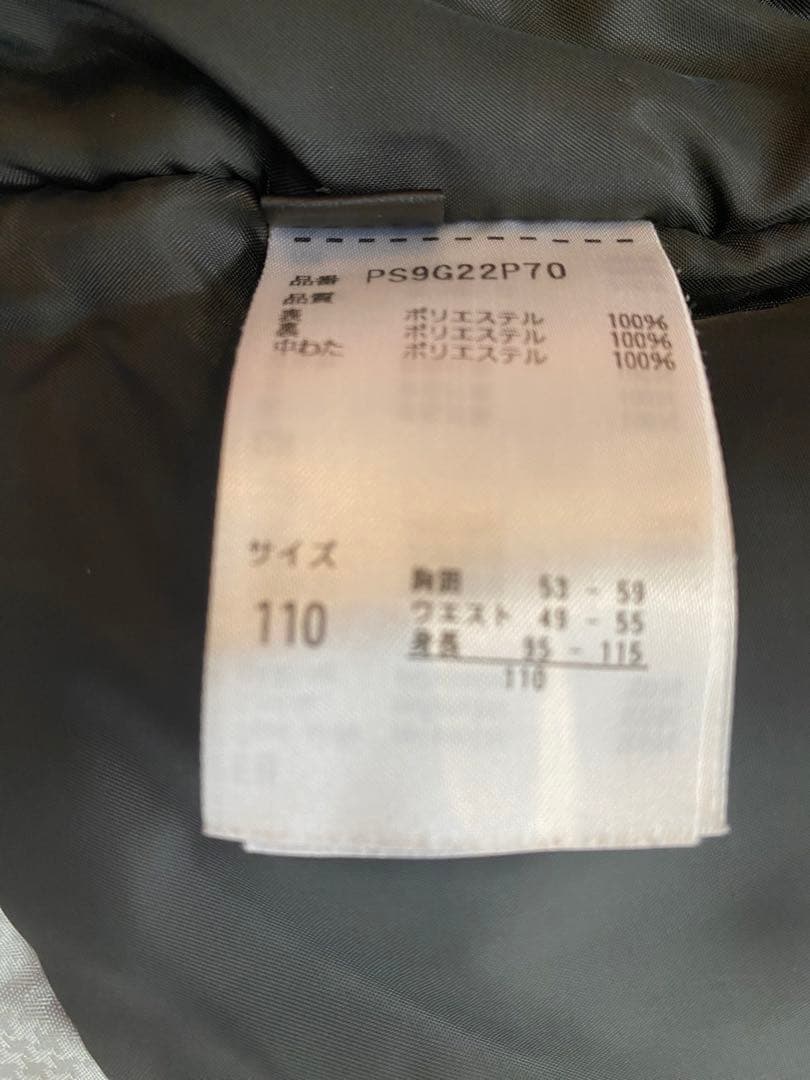 品番 PS9G22P70
品質
表 ポリエステル 100%
裏 ポリエステル 100%
中わた ポリエステル 100%
サイズ
110
胸囲 53 - 59
ウエスト 49 - 55
身長 95 - 115
110